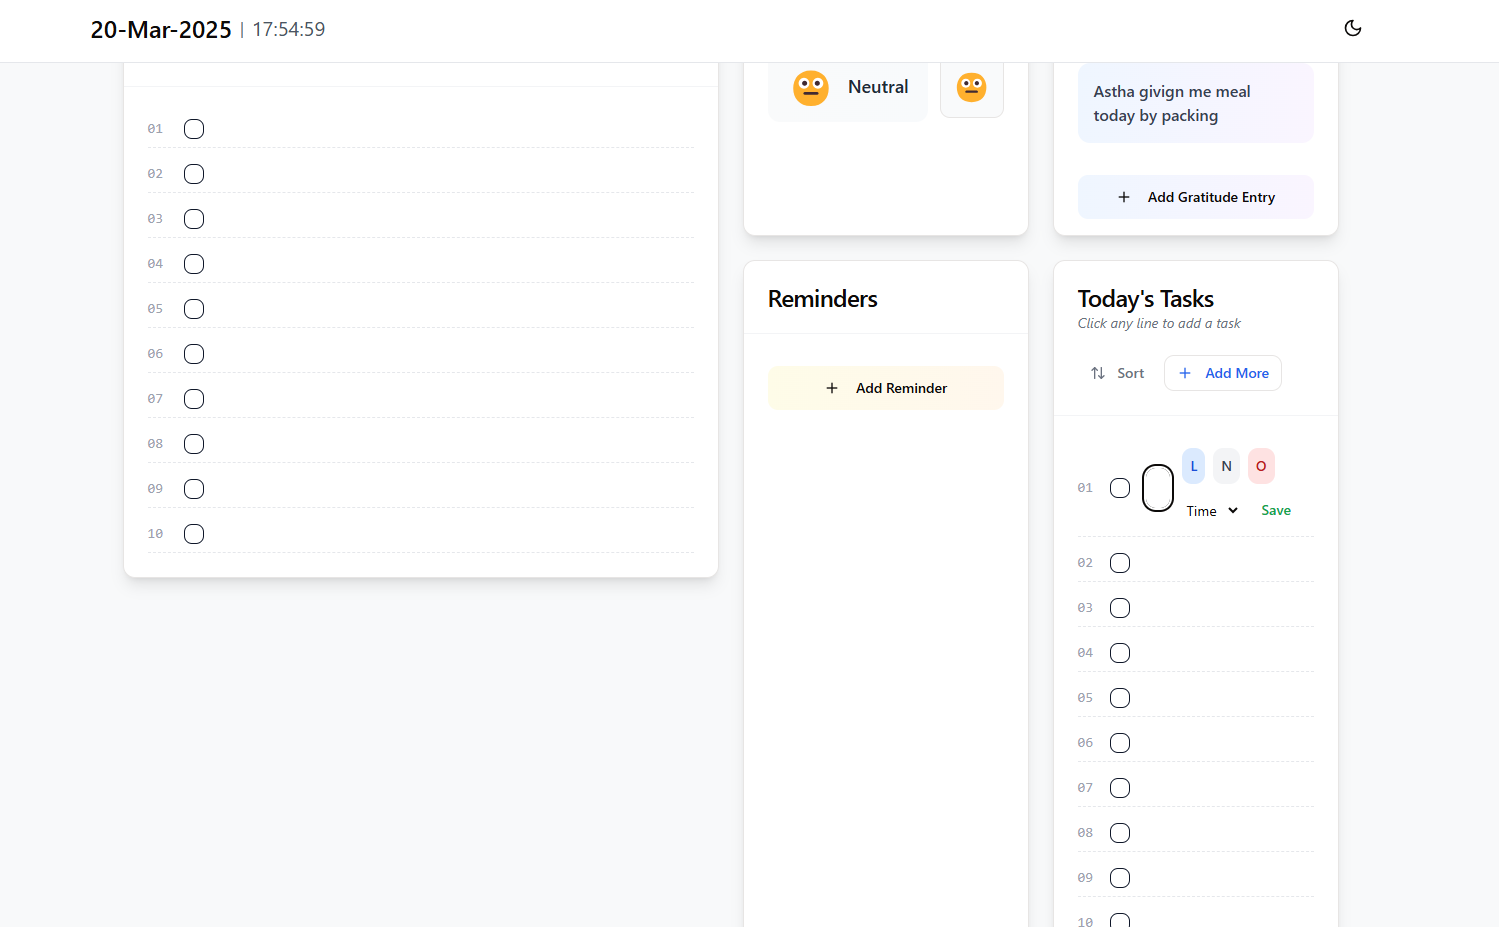 20-Mar-2025 | 17:54:59
01
02
03
04
05
06
07
08
09
10
Neutral
Astha givign me meal
today by packing
+ Add Gratitude Entry
Reminders
+ Add Reminder
Today's Tasks
Click any line to add a task
Sort
+ Add More
01
L N O
Time
Save
02
03
04
05
06
07
08
09
10